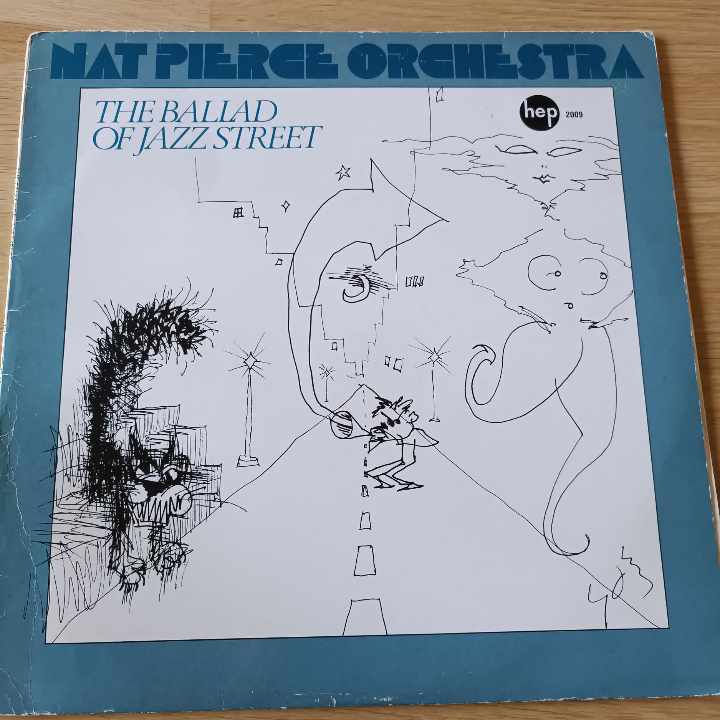 NAT PIERCE ORCHESTRA
THE BALLAD
OF JAZZ STREET
hep 2009